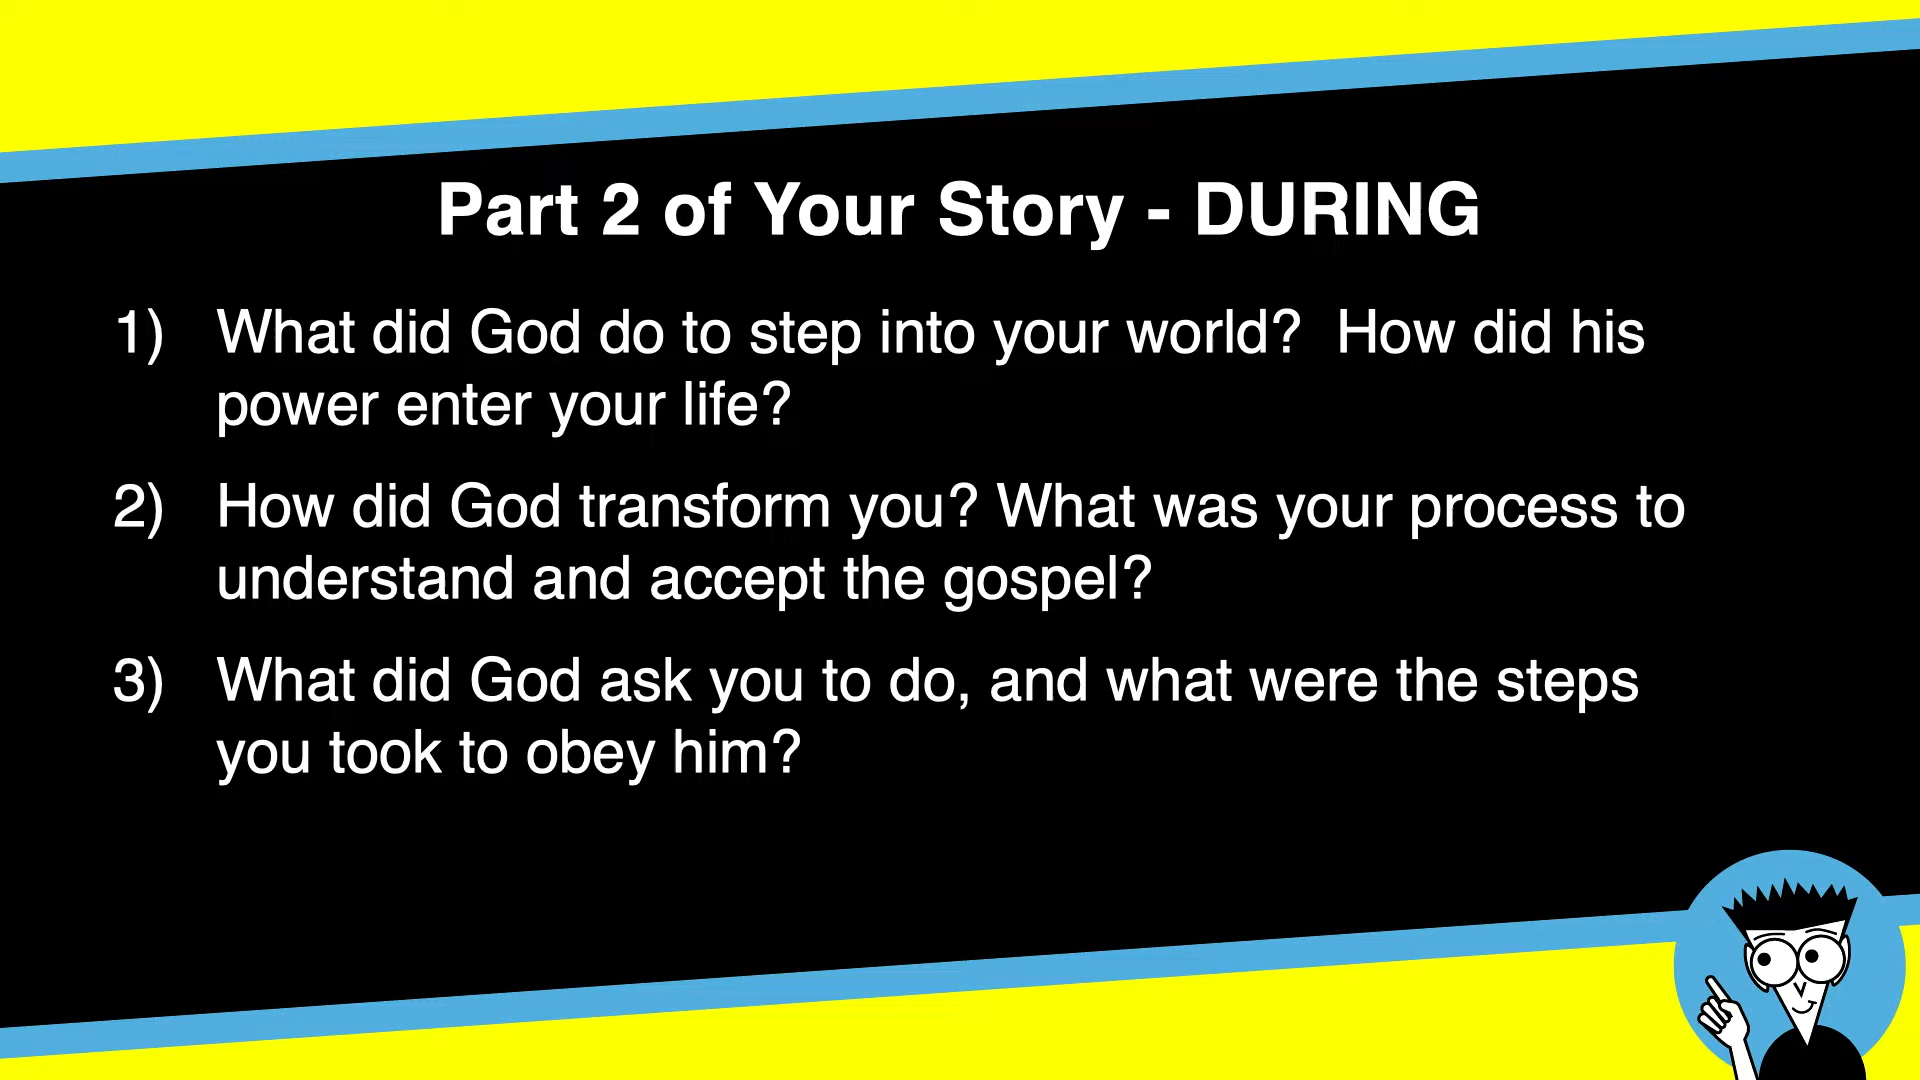 Part 2 of Your Story - DURING
1) What did God do to step into your world?  How did his
power enter your life?
2) How did God transform you? What was your process to
understand and accept the gospel?
3) What did God ask you to do, and what were the steps
you took to obey him?